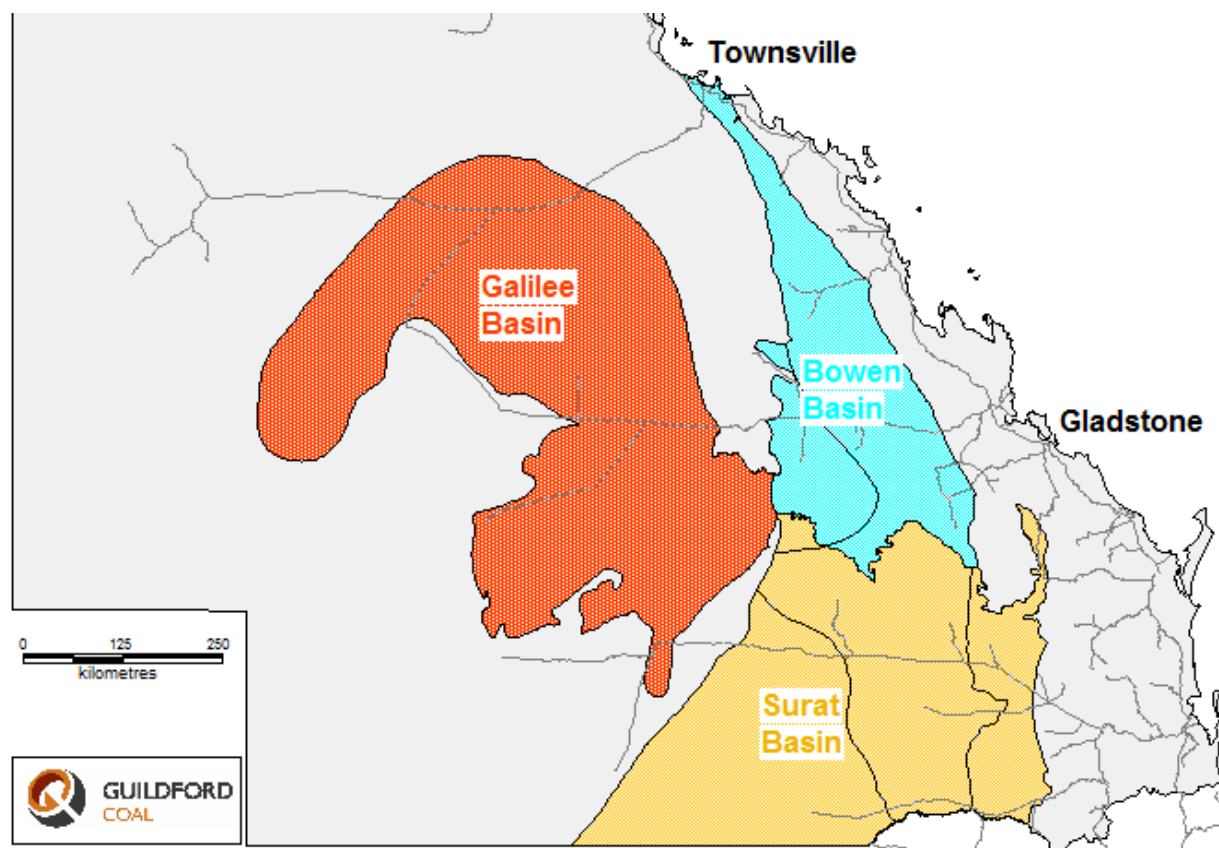 Townsville
Galilee
Basin
Bowen
Basin
Gladstone
0 125 250
kilometres
Surat
Basin
GUILDFORD
COAL